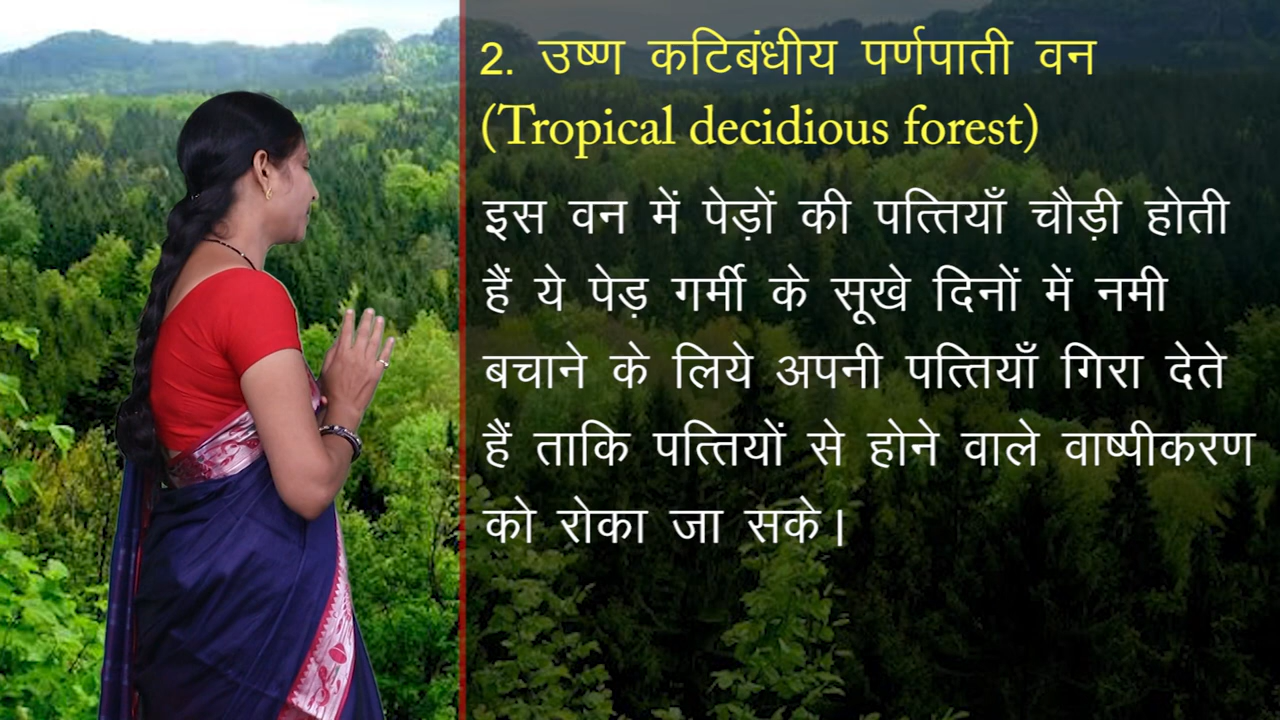 2. उष्ण कटिबंधीय पर्णपाती वन
(Tropical decidious forest)
इस वन में पेड़ों की पत्तियाँ चौड़ी होती
हैं ये पेड़ गर्मी के सूखे दिनों में नमी
बचाने के लिये अपनी पत्तियाँ गिरा देते
हैं ताकि पत्तियों से होने वाले वाष्पीकरण
को रोका जा सके।